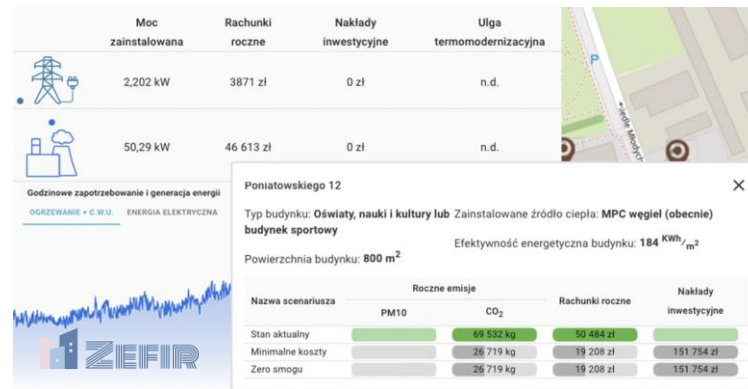 Moc zainstalowana Rachunki roczne Nakłady inwestycyjne Ulga termomodernizacyjna
2,202 kW 3871 zł 0 zł n.d.
50,29 kW 46 613 zł 0 zł n.d.
P
Godzinowe zapotrzebowanie i generacja energii
OGRZEWANIE + C.W.U. ENERGIA ELEKTRYCZNA
ZEFIR
Poniatowskiego 12
Typ budynku: Oświaty, nauki i kultury lub budynek sportowy
Zainstalowane źródło ciepła: MPC węgiel (obecnie)
Efektywność energetyczna budynku: 184 KWh/m²
Powierzchnia budynku: 800 m²
Nazwa scenariusza Roczne emisje Rachunki roczne Nakłady inwestycyjne
PM10 CO₂
Stan aktualny 69 532 kg 50 484 zł
Minimalne koszty 26 719 kg 19 208 zł 151 754 zł
Zero smogu 26 719 kg 19 208 zł 151 754 zł